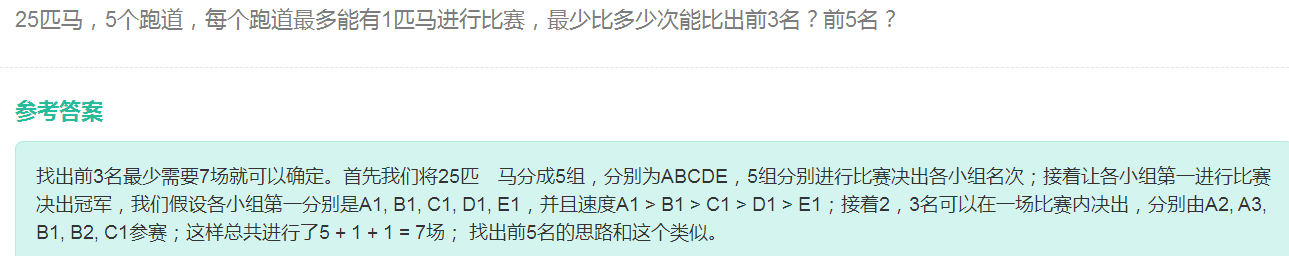 25匹马，5个跑道，每个跑道最多能有1匹马进行比赛，最少比多少次能比出前3名？前5名？
参考答案
找出前3名最少需要7场就可以确定。首先我们将25匹　马分成5组，分别为ABCDE，5组分别进行比赛决出各小组名次；接着让各小组第一进行比赛
决出冠军，我们假设各小组第一分别是A1, B1, C1, D1, E1，并且速度A1 > B1 > C1 > D1 > E1；接着2，3名可以在一场比赛内决出，分别由A2, A3,
B1, B2, C1参赛；这样总共进行了5 + 1 + 1 = 7场； 找出前5名的思路和这个类似。